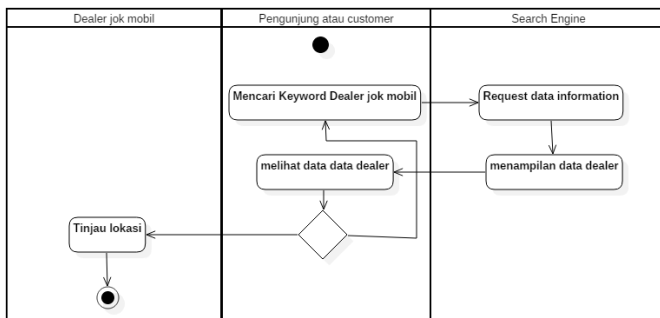 Dealer jok mobil
Pengunjung atau customer
Search Engine
Mencari Keyword Dealer jok mobil
Request data information
melihat data data dealer
menampilan data dealer
Tinjau lokasi